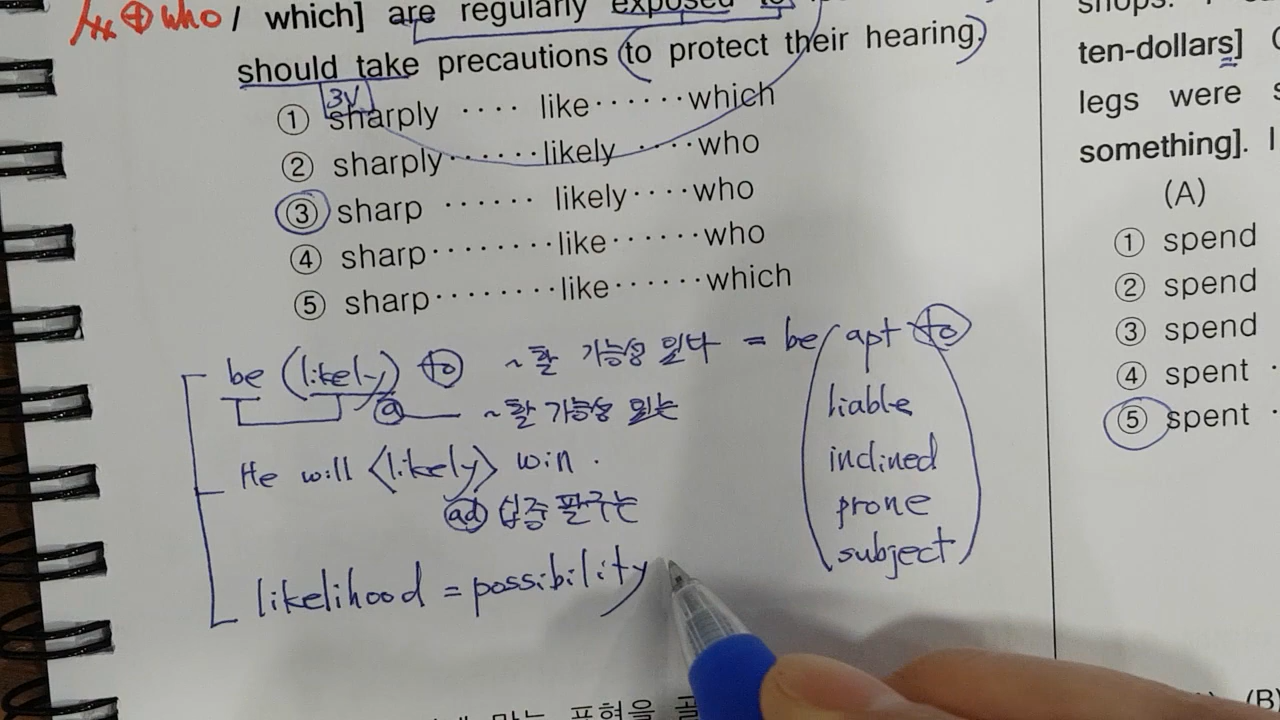 who / which] are regularly exposed to
should take precautions to protect their hearing.
3V
① sharply ···· like ······ which
② sharply ······ likely ···· who
③ sharp ······ likely ···· who
④ sharp ········ like ······ who
⑤ sharp ········ like ······ which
be (likely) to ~할 가능성 있다 = be apt to
ⓐ ~할 가능성 있는
liable
inclined
prone
subject
He will <likely> win.
ad 십중팔구는
likelihood = possibility
shops.
ten-dollars]
legs were
something]. I
(A)
① spend
② spend
③ spend
④ spent
⑤ spent
표현을
(B)